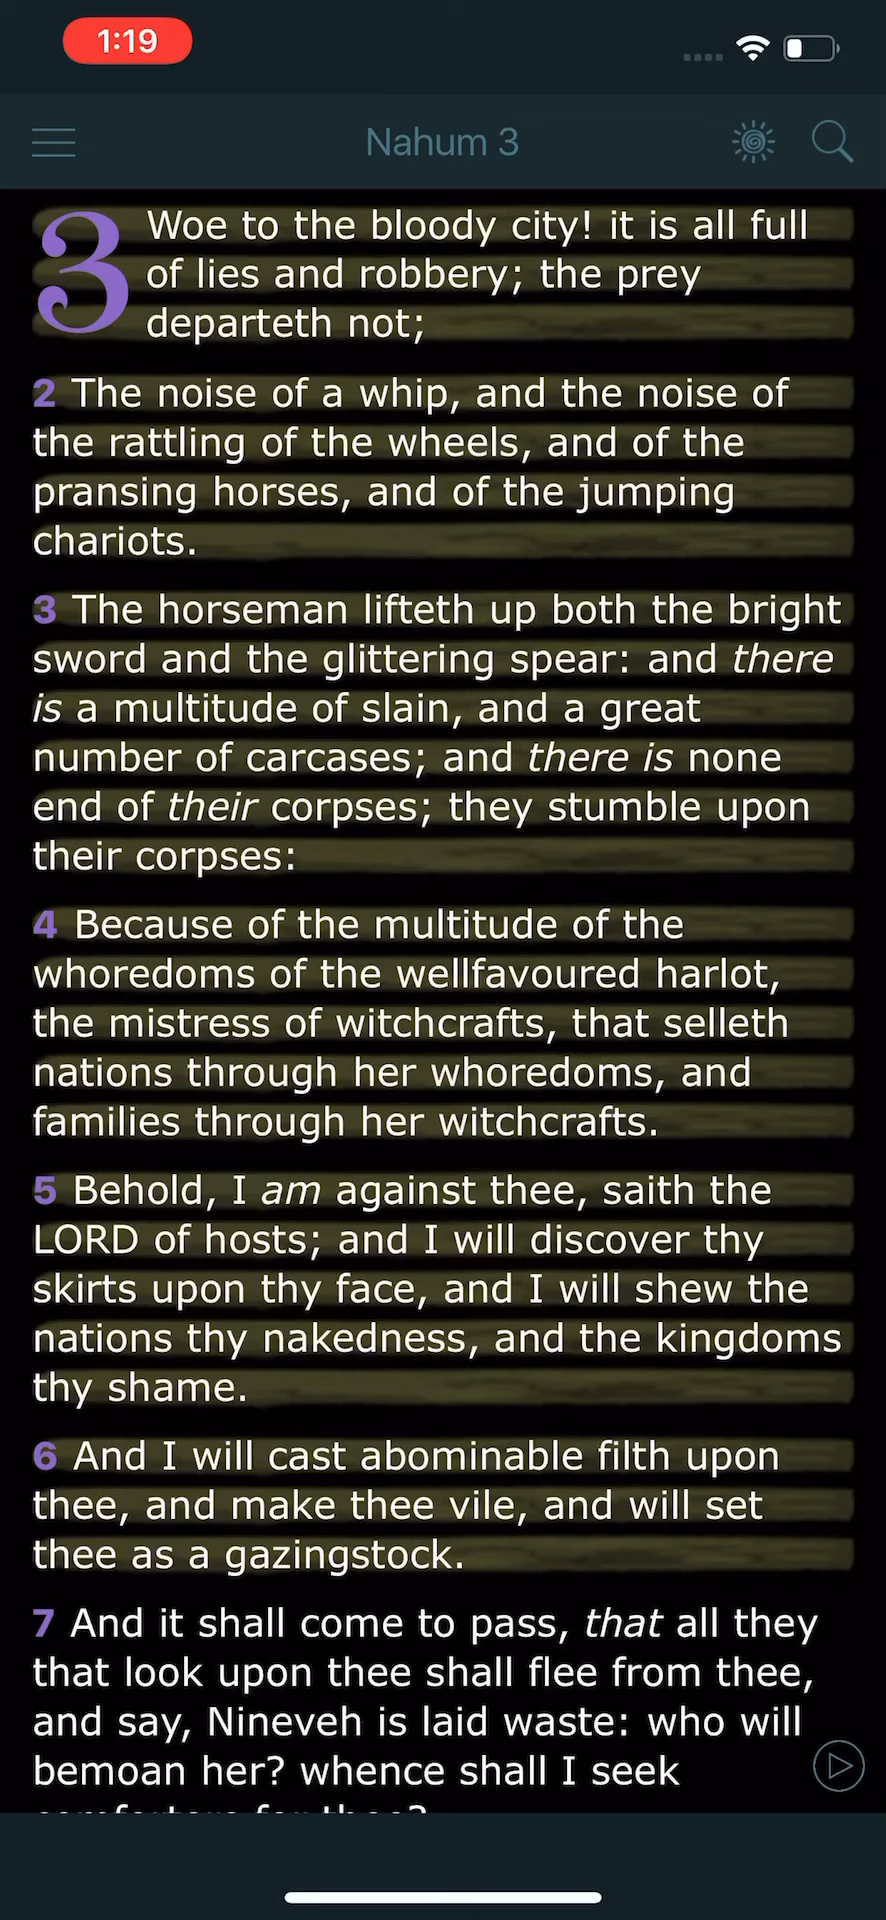 1:19
Nahum 3
3 Woe to the bloody city! it is all full
of lies and robbery; the prey
departeth not;
2 The noise of a whip, and the noise of
the rattling of the wheels, and of the
pransing horses, and of the jumping
chariots.
3 The horseman lifteth up both the bright
sword and the glittering spear: and there
is a multitude of slain, and a great
number of carcases; and there is none
end of their corpses; they stumble upon
their corpses:
4 Because of the multitude of the
whoredoms of the wellfavoured harlot,
the mistress of witchcrafts, that selleth
nations through her whoredoms, and
families through her witchcrafts.
5 Behold, I am against thee, saith the
LORD of hosts; and I will discover thy
skirts upon thy face, and I will shew the
nations thy nakedness, and the kingdoms
thy shame.
6 And I will cast abominable filth upon
thee, and make thee vile, and will set
thee as a gazingstock.
7 And it shall come to pass, that all they
that look upon thee shall flee from thee,
and say, Nineveh is laid waste: who will
bemoan her? whence shall I seek